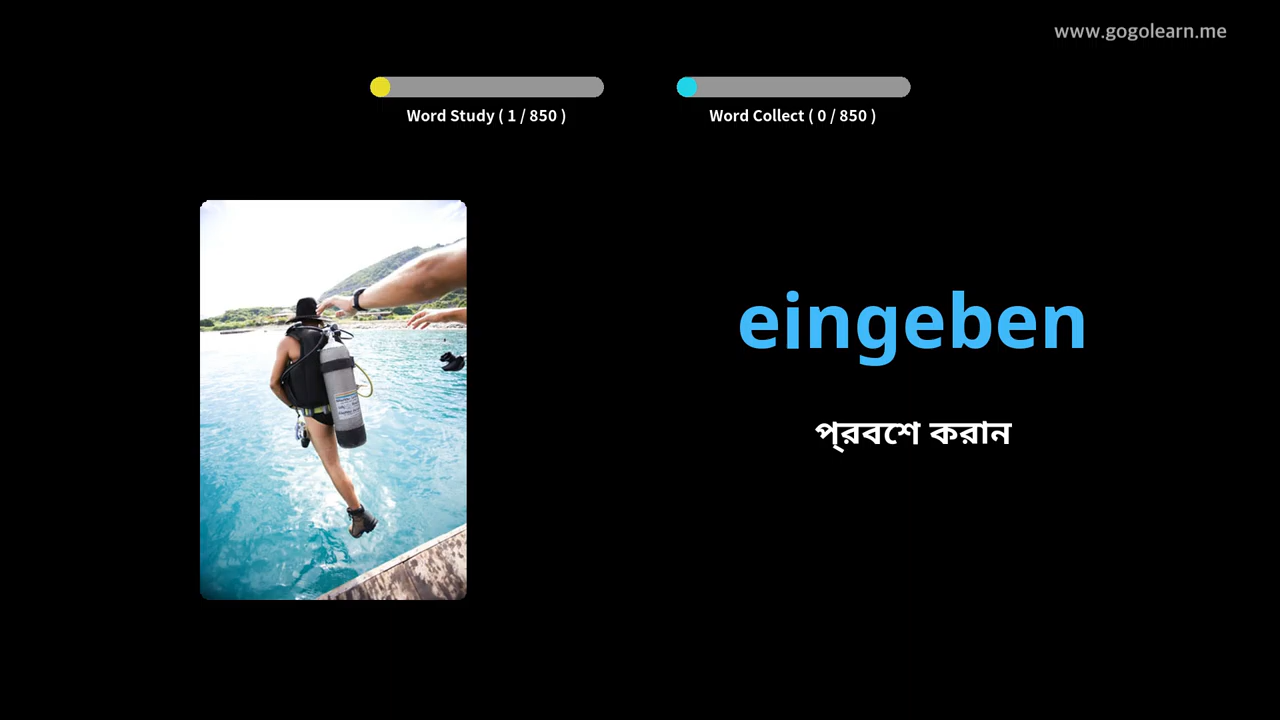 www.gogolearn.me
Word Study ( 1 / 850 )
Word Collect ( 0 / 850 )
eingeben
প্রবেশ করান